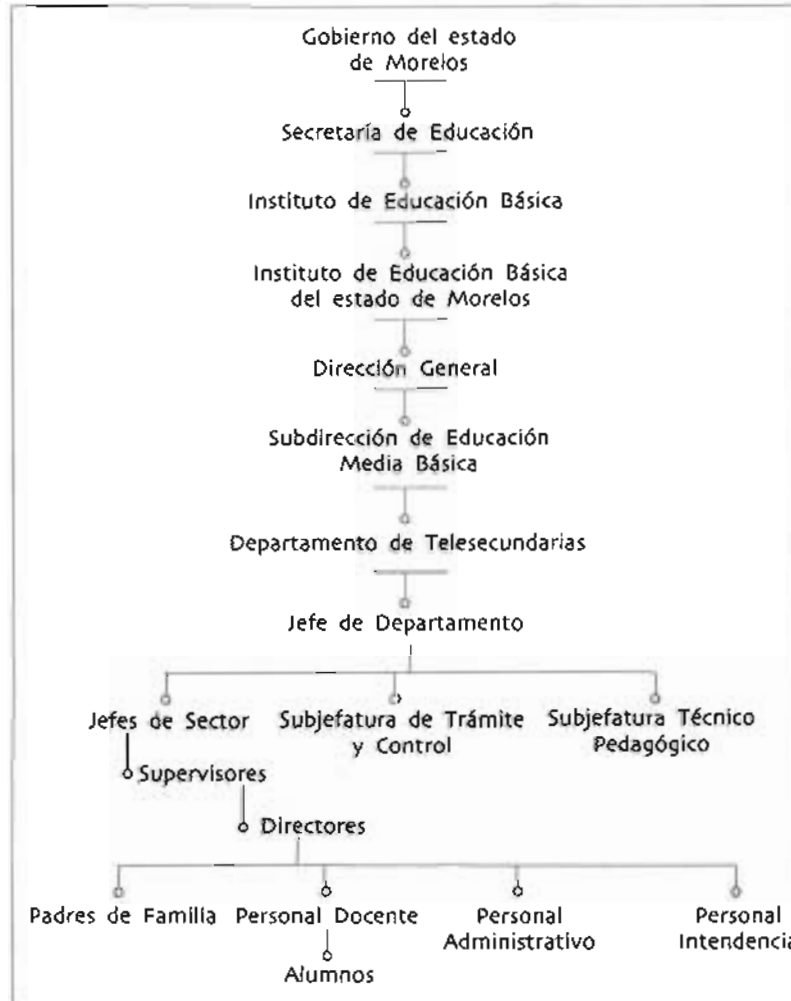 Gobierno del estado
de Morelos
Secretaría de Educación
Instituto de Educación Básica
Instituto de Educación Básica
del estado de Morelos
Dirección General
Subdirección de Educación
Media Básica
Departamento de Telesecundarias
Jefe de Departamento
Jefes de Sector
Subjefatura de Trámite
y Control
Subjefatura Técnico
Pedagógico
Supervisores
Directores
Padres de Familia
Personal Docente
Personal
Administrativo
Personal
Intendencia
Alumnos